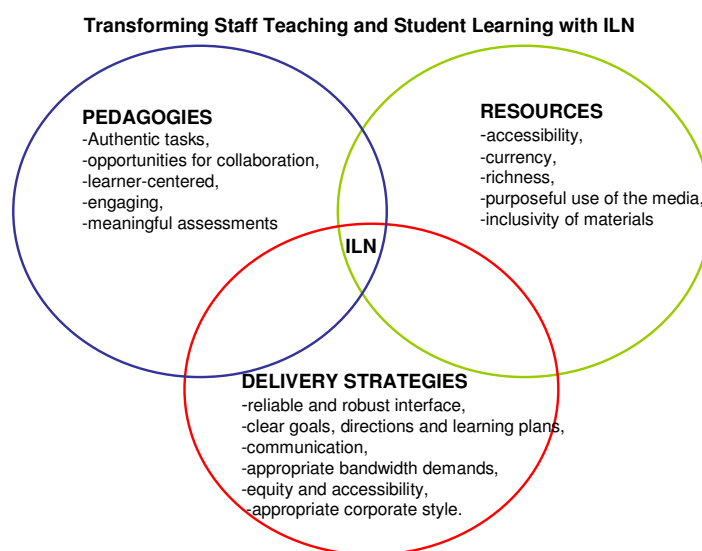 Transforming Staff Teaching and Student Learning with ILN
PEDAGOGIES
-Authentic tasks,
-opportunities for collaboration,
-learner-centered,
-engaging,
-meaningful assessments
RESOURCES
-accessibility,
-currency,
-richness,
-purposeful use of the media,
-inclusivity of materials
ILN
DELIVERY STRATEGIES
-reliable and robust interface,
-clear goals, directions and learning plans,
-communication,
-appropriate bandwidth demands,
-equity and accessibility,
-appropriate corporate style.